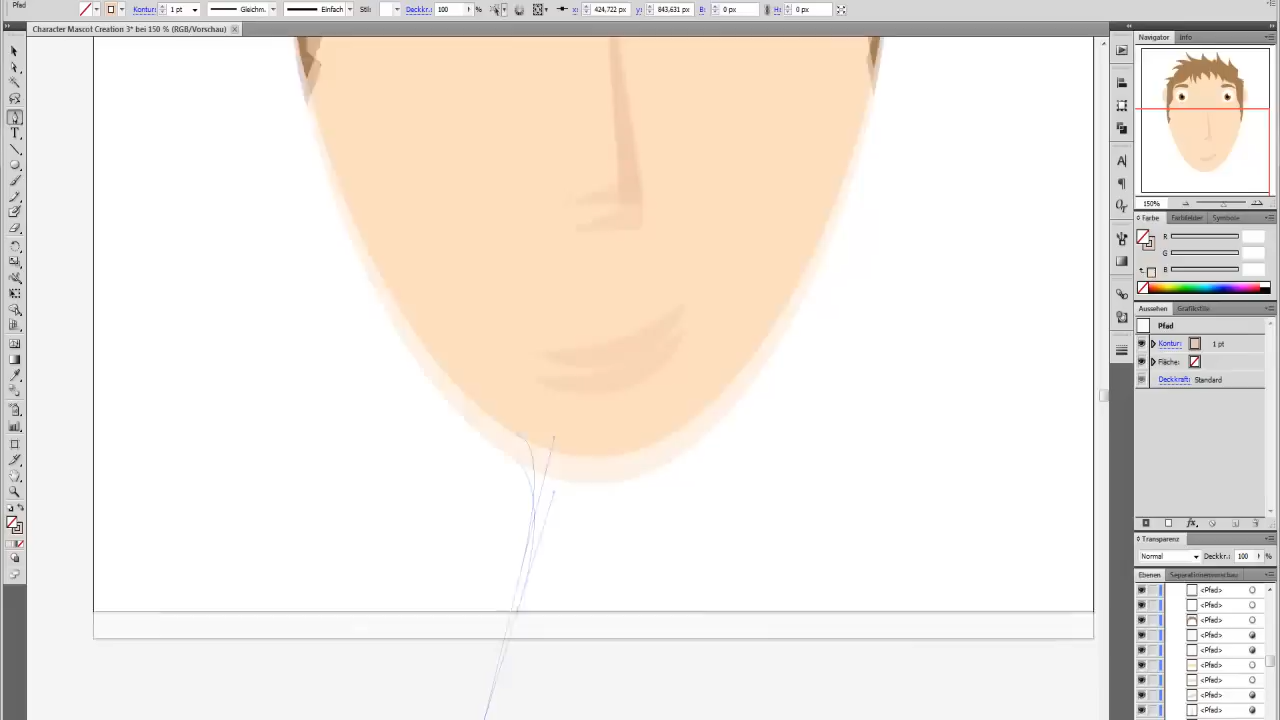 Pfad
Kontur: 1 pt Gleichm. Einfach Stil: Deckkr.: 100 % x: 424,722 px y: 843,631 px B: 0 px H: 0 px
Character Mascot Creation 3* bei 150 % (RGB/Vorschau)
Navigator Info
150%
Farbe Farbfelder Symbole
R
G
B
Aussehen Grafikstile
Pfad
Kontur: 1 pt
Fläche:
Deckkraft: Standard
Transparenz
Normal Deckkr.: 100 %
Ebenen Separationenvorschau
<Pfad>
<Pfad>
<Pfad>
<Pfad>
<Pfad>
<Pfad>
<Pfad>
<Pfad>
<Pfad>